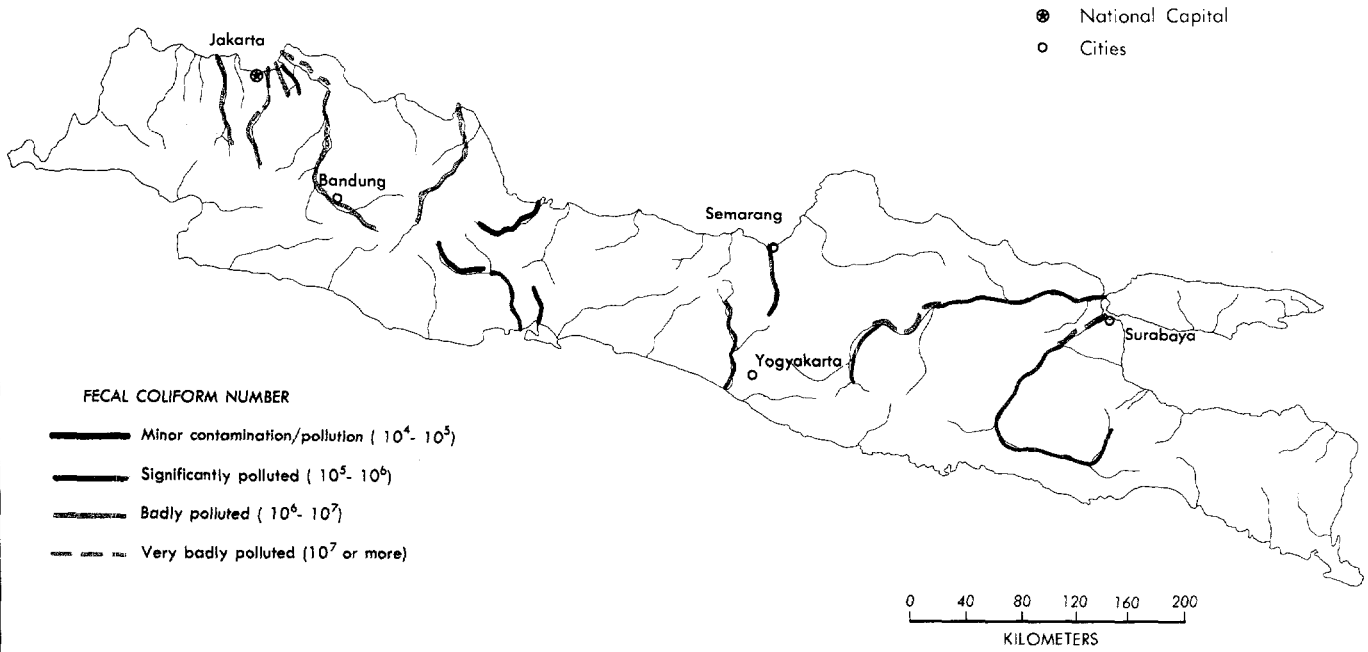 National Capital
Cities
Jakarta
Bandung
Semarang
Yogyakarta
Surabaya
FECAL COLIFORM NUMBER
Minor contamination/pollution ( 10⁴- 10⁵)
Significantly polluted ( 10⁵- 10⁶)
Badly polluted ( 10⁶- 10⁷)
Very badly polluted (10⁷ or more)
0 40 80 120 160 200
KILOMETERS